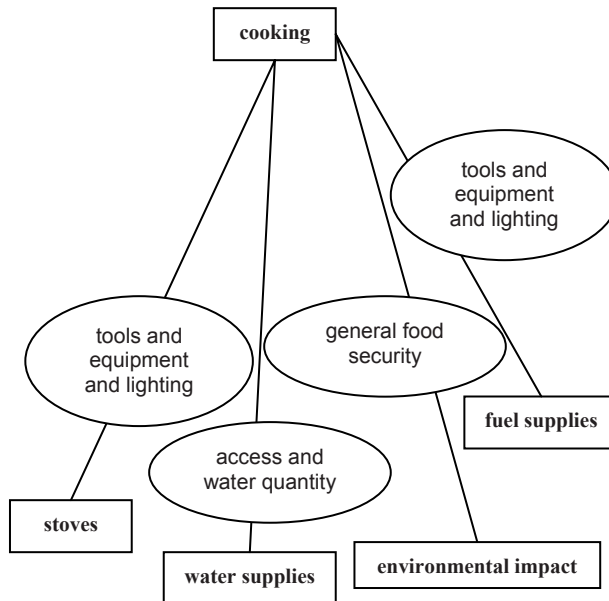 cooking
tools and
equipment
and lighting
tools and
equipment
and lighting
general food
security
fuel supplies
access and
water quantity
stoves
water supplies
environmental impact